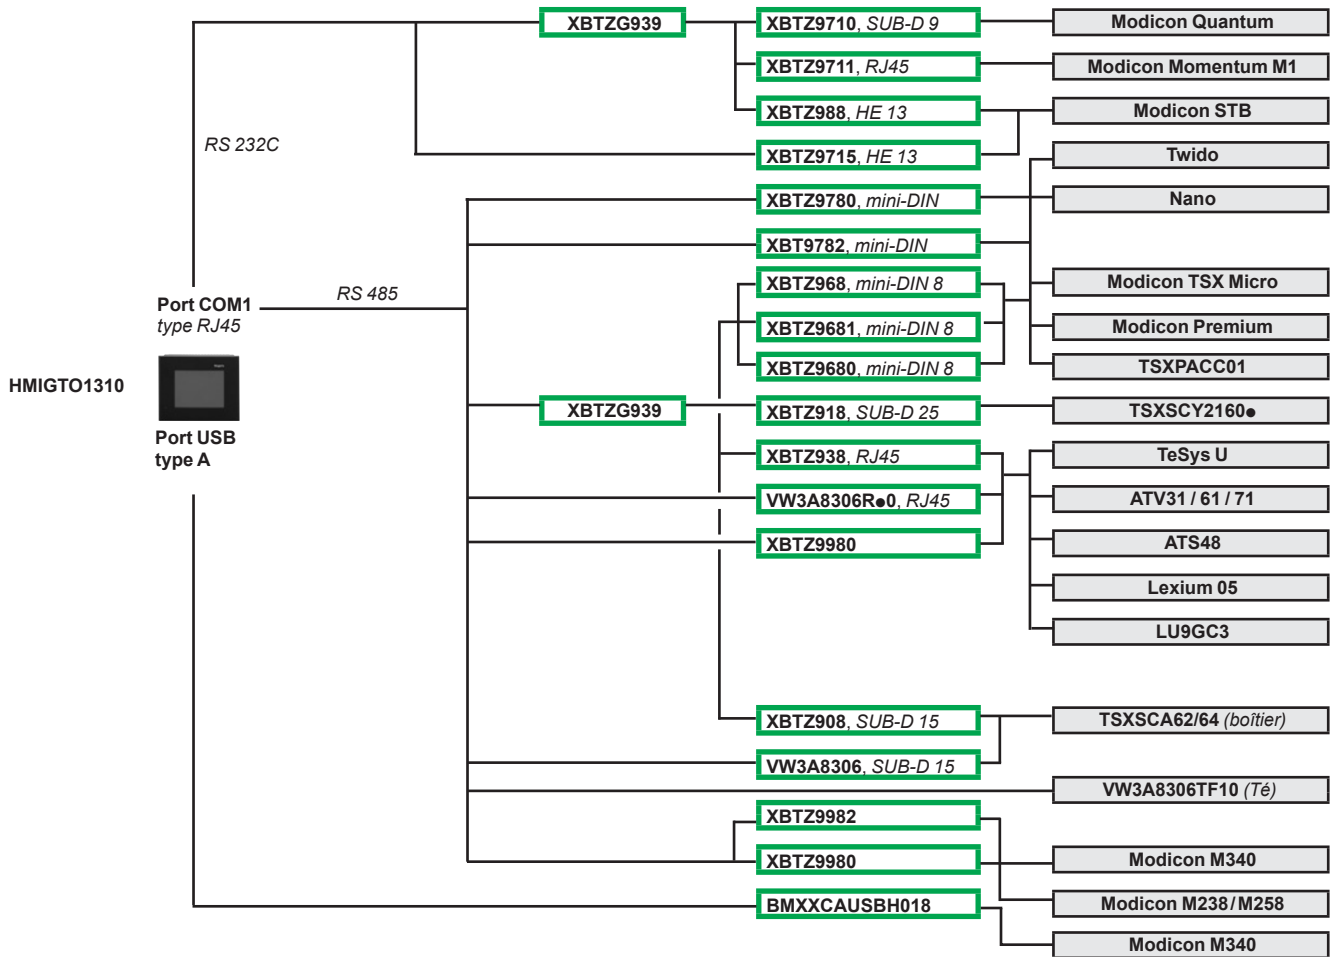 XBTZG939
XBTZ9710, SUB-D 9
Modicon Quantum
XBTZ9711, RJ45
Modicon Momentum M1
XBTZ988, HE 13
Modicon STB
RS 232C
XBTZ9715, HE 13
Twido
XBTZ9780, mini-DIN
Nano
XBT9782, mini-DIN
XBTZ968, mini-DIN 8
Modicon TSX Micro
RS 485
Port COM1
type RJ45
XBTZ9681, mini-DIN 8
Modicon Premium
XBTZ9680, mini-DIN 8
TSXPACC01
HMIGTO1310
XBTZG939
XBTZ918, SUB-D 25
TSXSCY2160●
Port USB
type A
XBTZ938, RJ45
TeSys U
VW3A8306R●0, RJ45
ATV31 / 61 / 71
XBTZ9980
ATS48
Lexium 05
LU9GC3
XBTZ908, SUB-D 15
TSXSCA62/64 (boîtier)
VW3A8306, SUB-D 15
VW3A8306TF10 (Té)
XBTZ9982
XBTZ9980
Modicon M340
BMXXCAUSBH018
Modicon M238/M258
Modicon M340